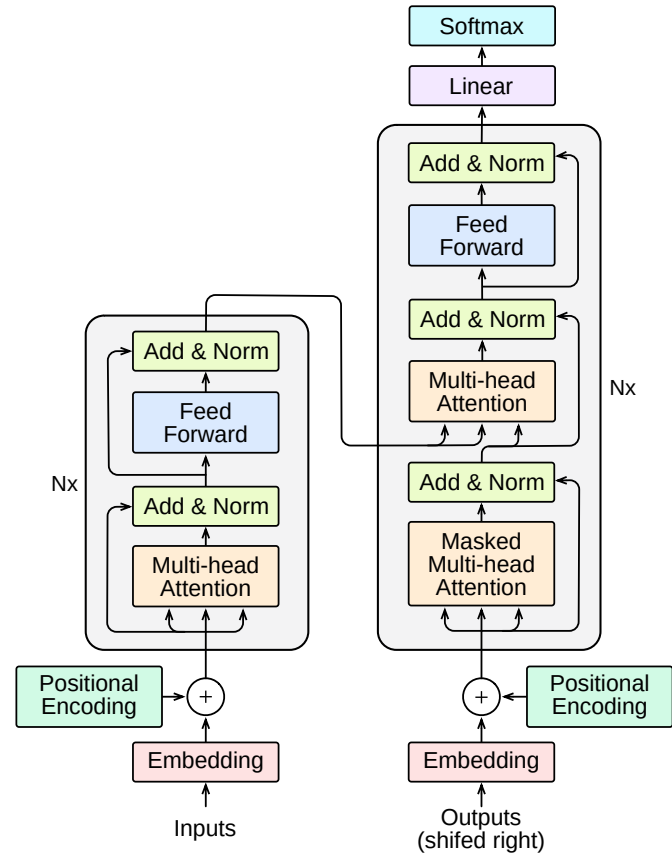 Softmax
Linear
Add & Norm
Feed
Forward
Add & Norm
Multi-head
Attention
Nx
Add & Norm
Masked
Multi-head
Attention
Positional
Encoding
+
Embedding
Outputs
(shifed right)
Add & Norm
Feed
Forward
Nx
Add & Norm
Multi-head
Attention
Positional
Encoding
+
Embedding
Inputs